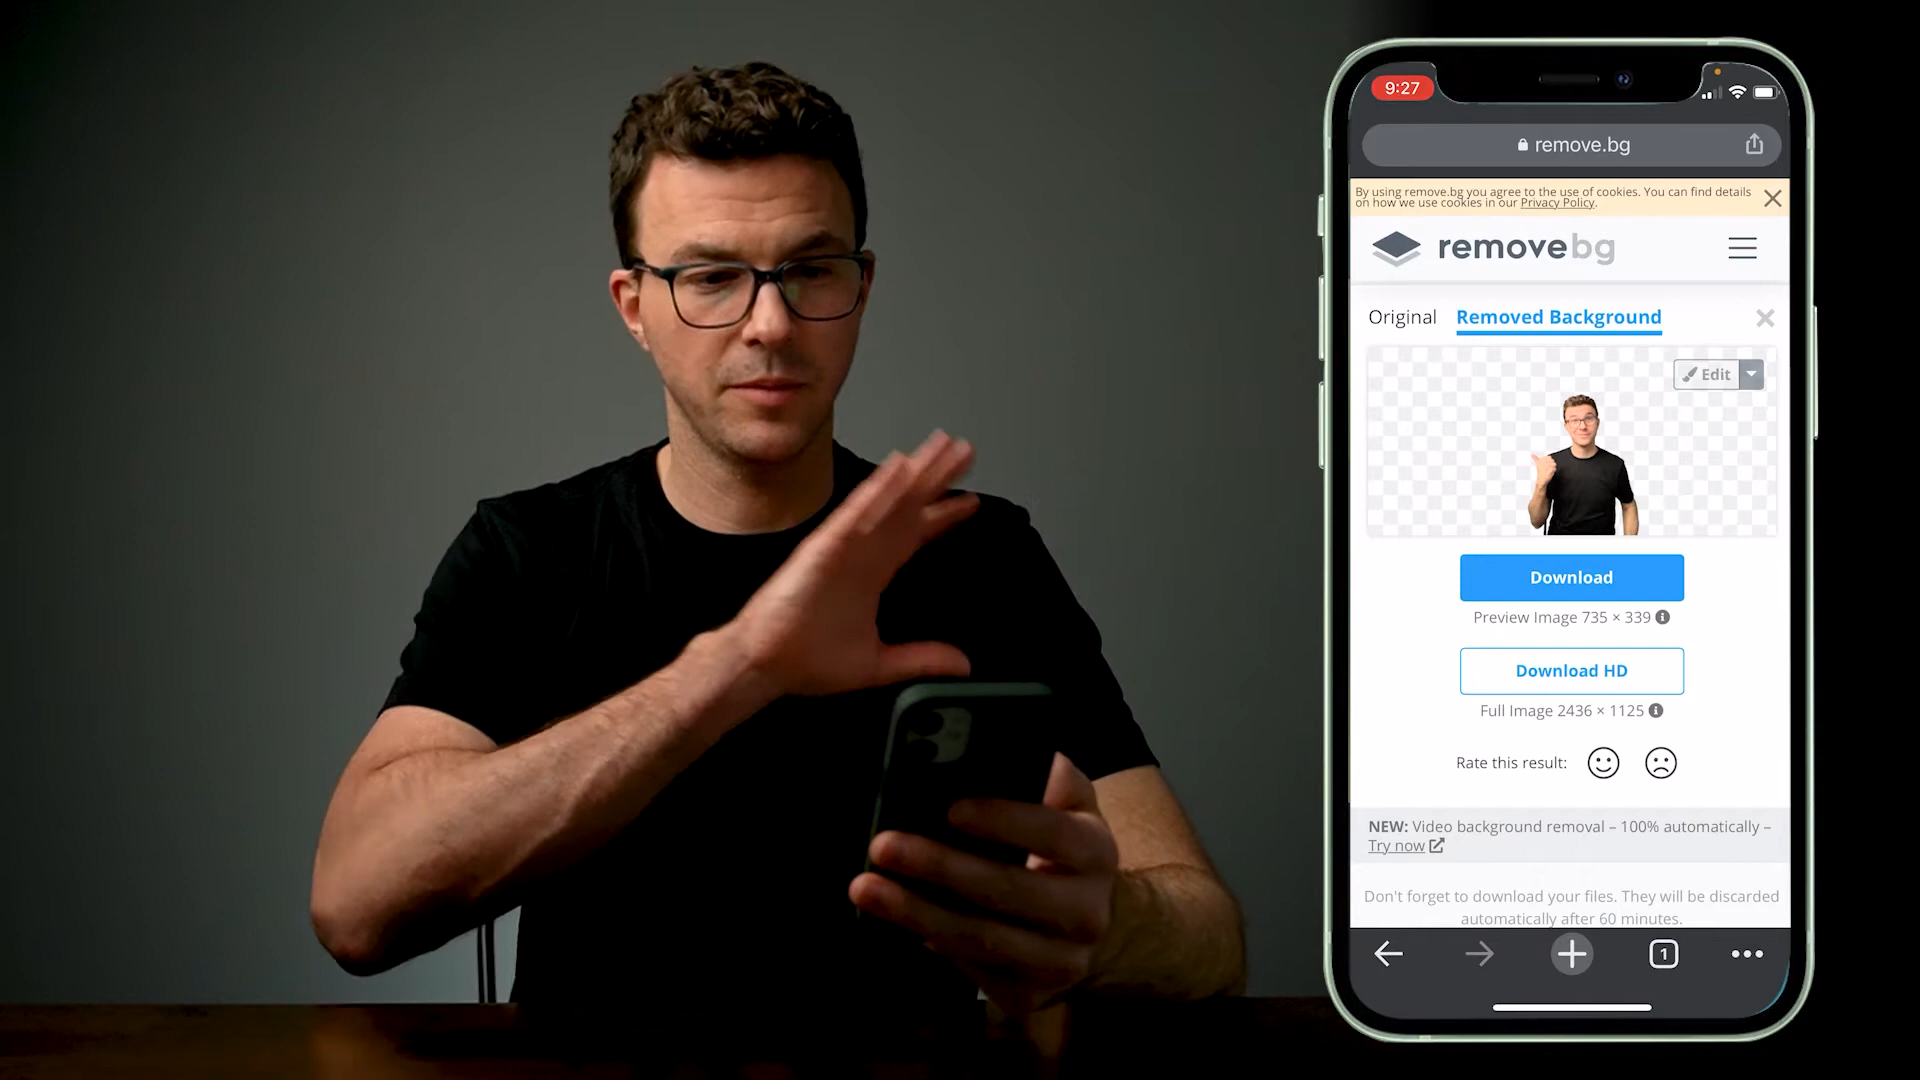 9:27
remove.bg
By using remove.bg you agree to the use of cookies. You can find details
on how we use cookies in our Privacy Policy.
removebg
Original Removed Background
Edit
Download
Preview Image 735 × 339
Download HD
Full Image 2436 × 1125
Rate this result:
NEW: Video background removal – 100% automatically –
Try now
Don't forget to download your files. They will be discarded
automatically after 60 minutes.
1